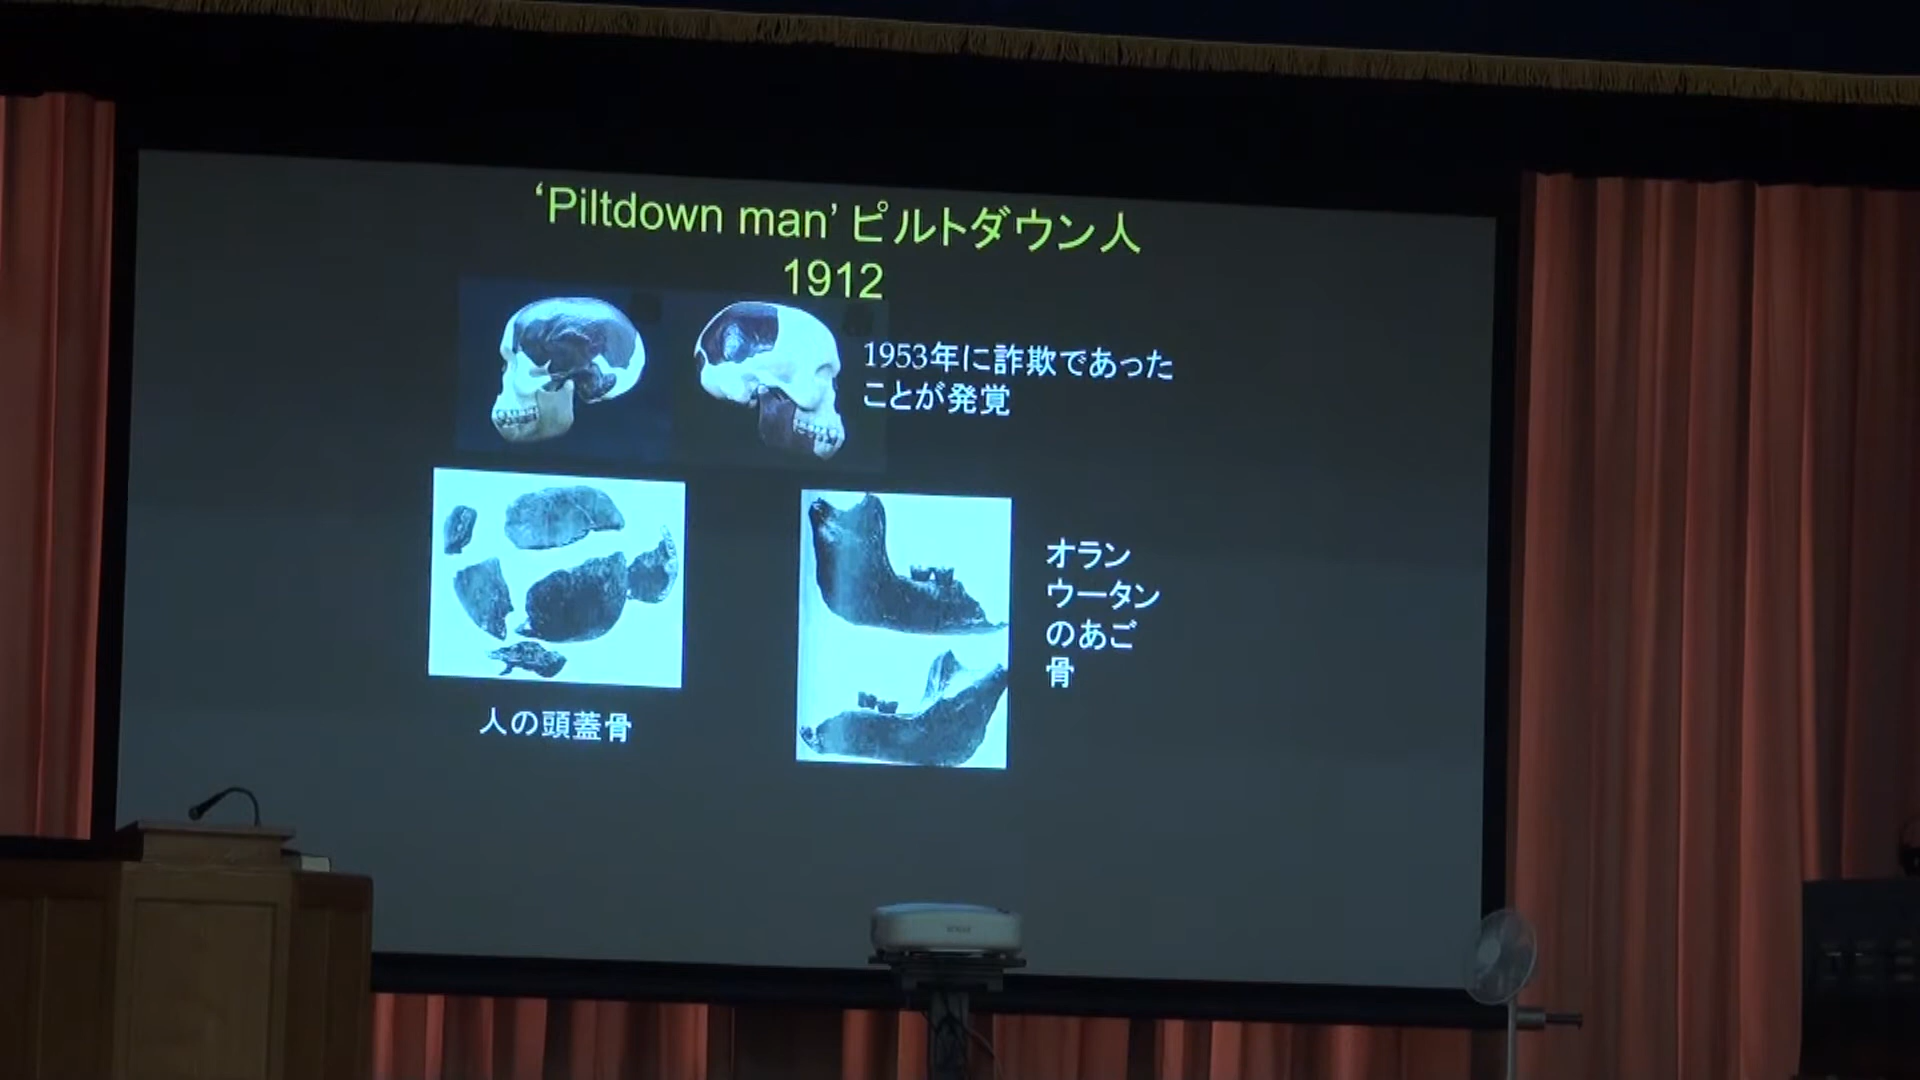 ‘Piltdown man’ ピルトダウン人
1912
1953年に詐欺であった
ことが発覚
オラン
ウータン
のあご
骨
人の頭蓋骨